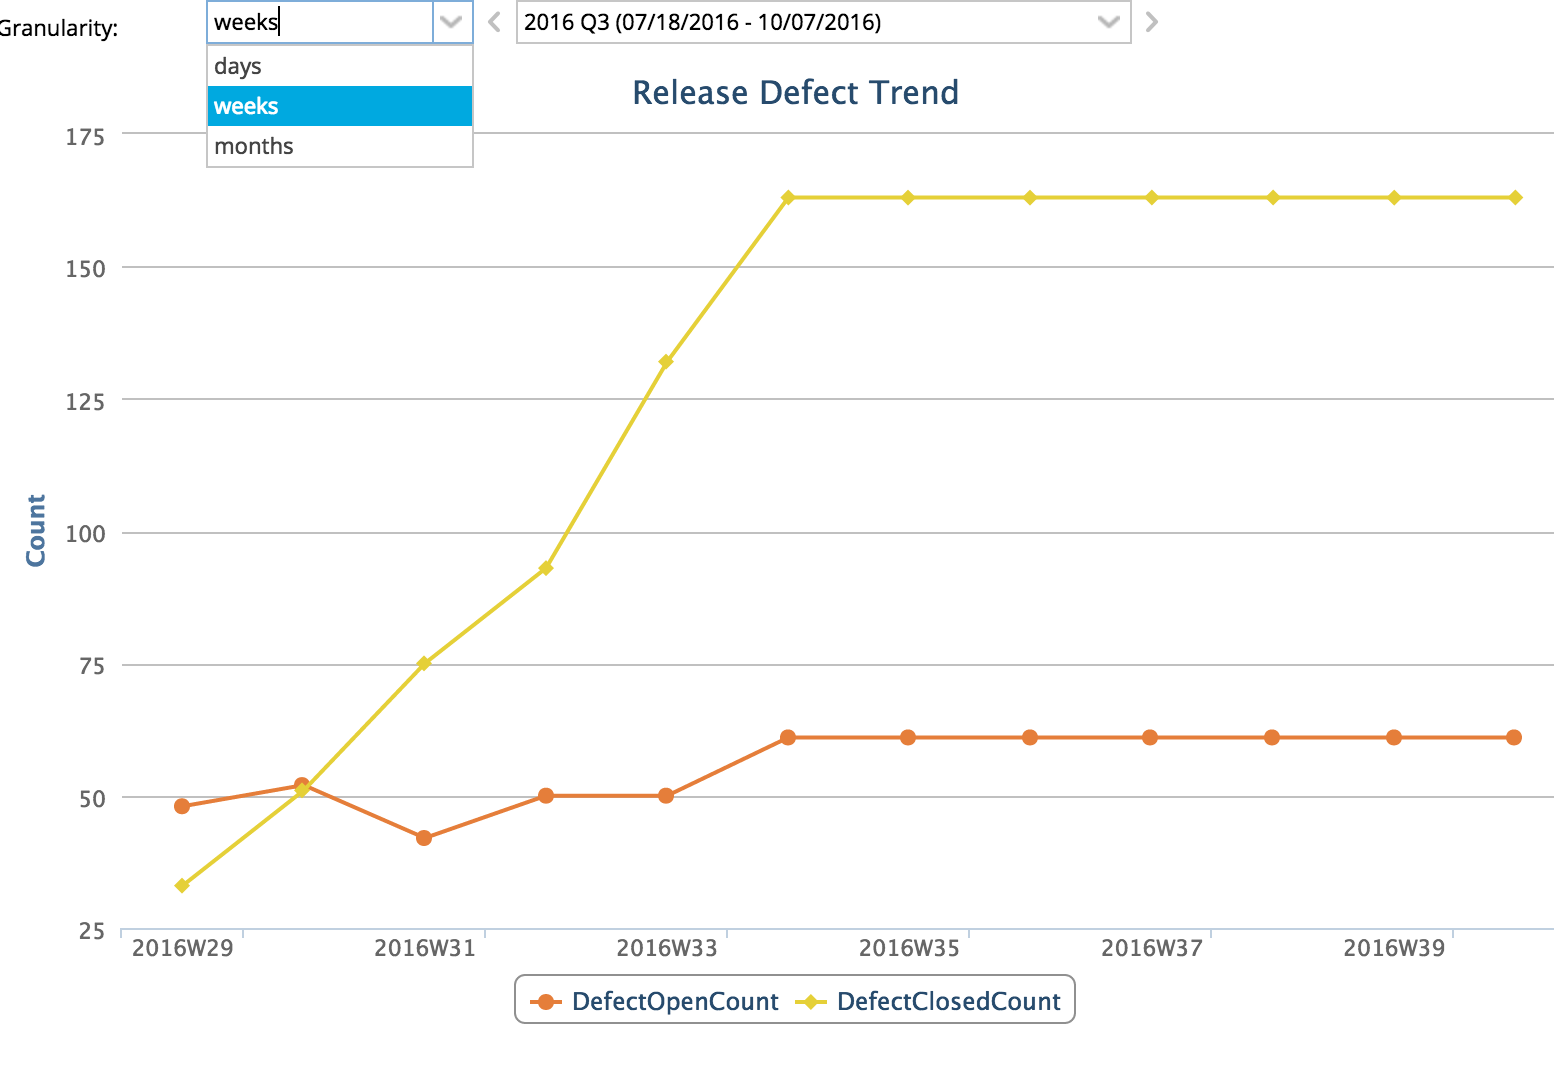 Granularity:
weeks
2016 Q3 (07/18/2016 - 10/07/2016)
days
weeks
months
Release Defect Trend
175
150
125
100
75
50
25
Count
2016W29 2016W31 2016W33 2016W35 2016W37 2016W39
DefectOpenCount DefectClosedCount